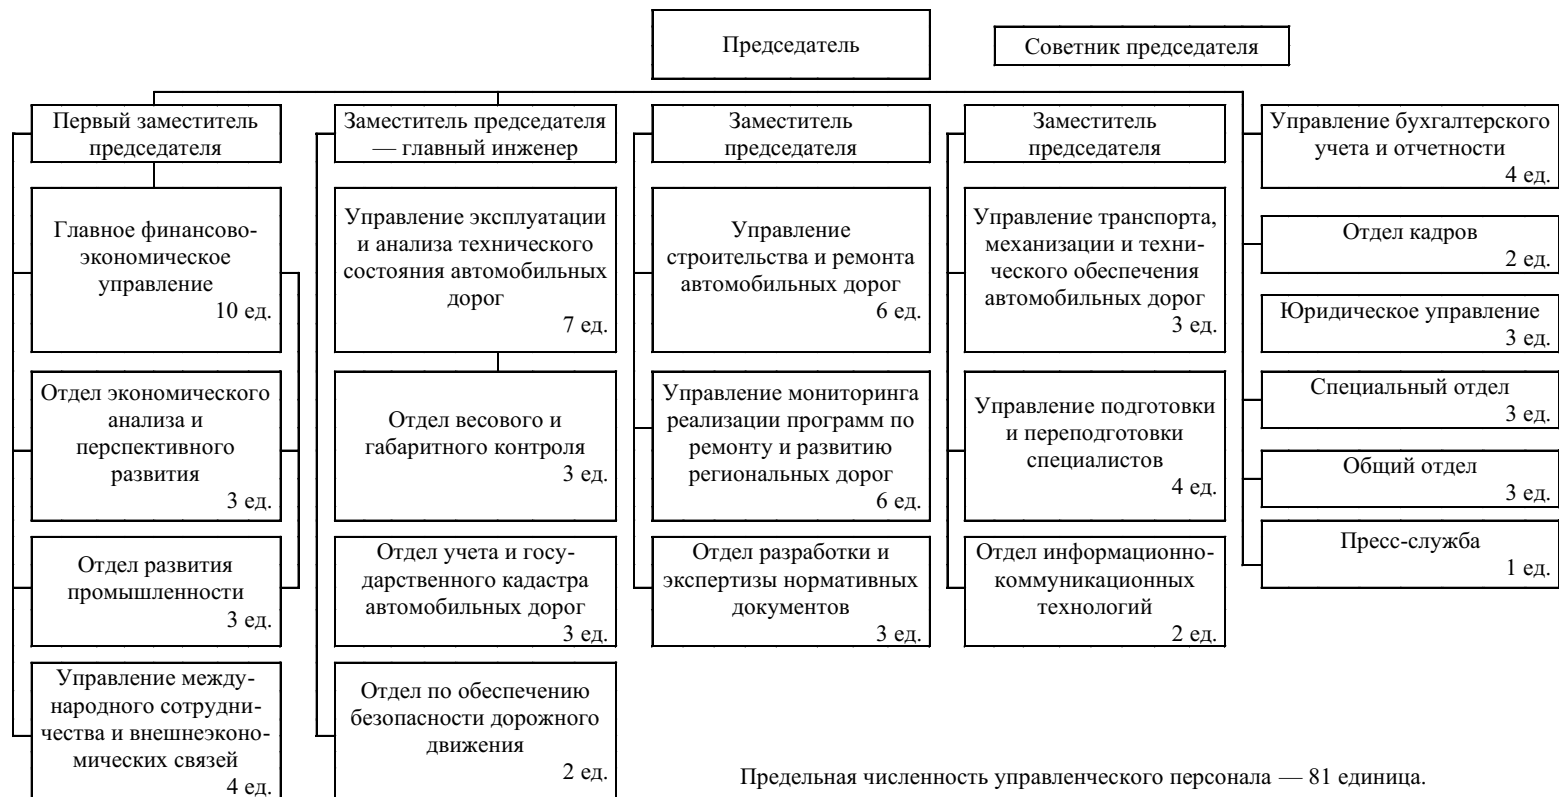 Председатель
Советник председателя
Первый заместитель
председателя
Главное финансово-
экономическое
управление
10 ед.
Отдел экономического
анализа и
перспективного
развития
3 ед.
Отдел развития
промышленности
3 ед.
Управление между-
народного сотрудни-
чества и внешнеэконо-
мических связей
4 ед.
Заместитель председателя
— главный инженер
Управление эксплуатации
и анализа технического
состояния автомобильных
дорог
7 ед.
Отдел весового и
габаритного контроля
3 ед.
Отдел учета и госу-
дарственного кадастра
автомобильных дорог
3 ед.
Отдел по обеспечению
безопасности дорожного
движения
2 ед.
Заместитель
председателя
Управление
строительства и ремонта
автомобильных дорог
6 ед.
Управление мониторинга
реализации программ по
ремонту и развитию
региональных дорог
6 ед.
Отдел разработки и
экспертизы нормативных
документов
3 ед.
Заместитель
председателя
Управление транспорта,
механизации и техни-
ческого обеспечения
автомобильных дорог
3 ед.
Управление подготовки
и переподготовки
специалистов
4 ед.
Отдел информационно-
коммуникационных
технологий
2 ед.
Управление бухгалтерского
учета и отчетности
4 ед.
Отдел кадров
2 ед.
Юридическое управление
3 ед.
Специальный отдел
3 ед.
Общий отдел
3 ед.
Пресс-служба
1 ед.
Предельная численность управленческого персонала — 81 единица.